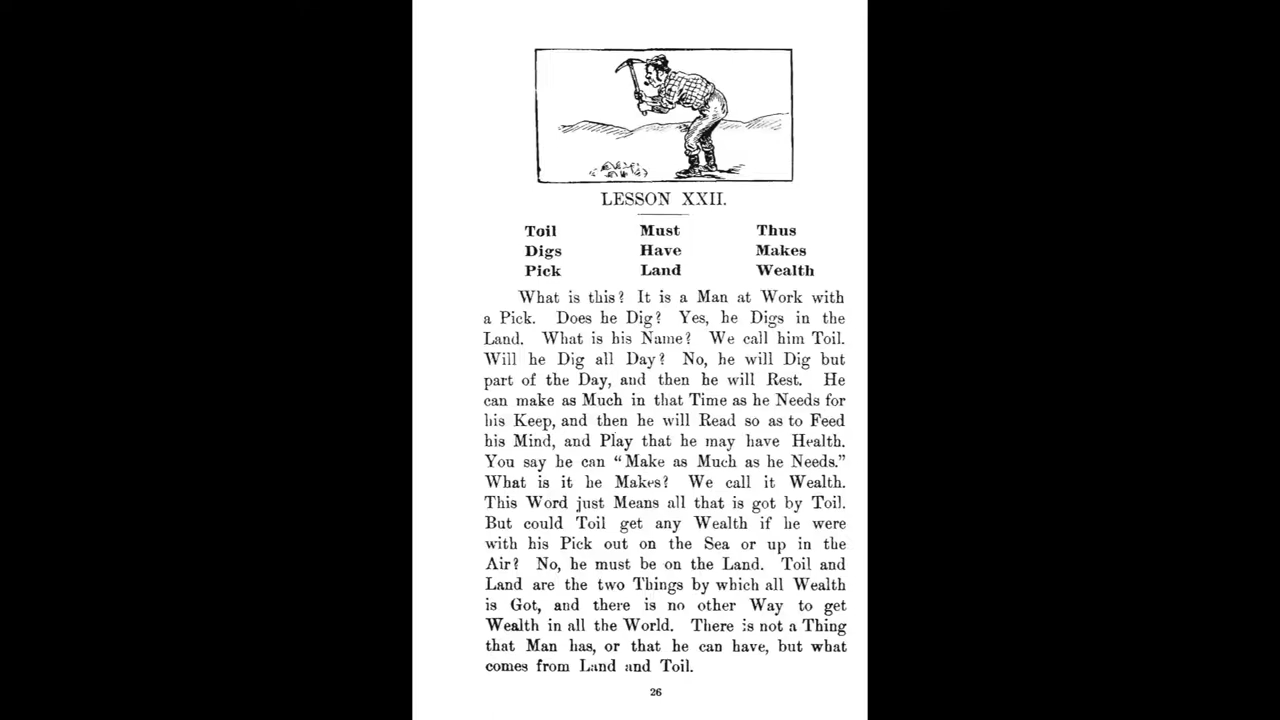 LESSON XXII.
Toil Must Thus
Digs Have Makes
Pick Land Wealth
What is this? It is a Man at Work with
a Pick. Does he Dig? Yes, he Digs in the
Land. What is his Name? We call him Toil.
Will he Dig all Day? No, he will Dig but
part of the Day, and then he will Rest. He
can make as Much in that Time as he Needs for
his Keep, and then he will Read so as to Feed
his Mind, and Play that he may have Health.
You say he can "Make as Much as he Needs."
What is it he Makes? We call it Wealth.
This Word just Means all that is got by Toil.
But could Toil get any Wealth if he were
with his Pick out on the Sea or up in the
Air? No, he must be on the Land. Toil and
Land are the two Things by which all Wealth
is Got, and there is no other Way to get
Wealth in all the World. There is not a Thing
that Man has, or that he can have, but what
comes from Land and Toil.
26